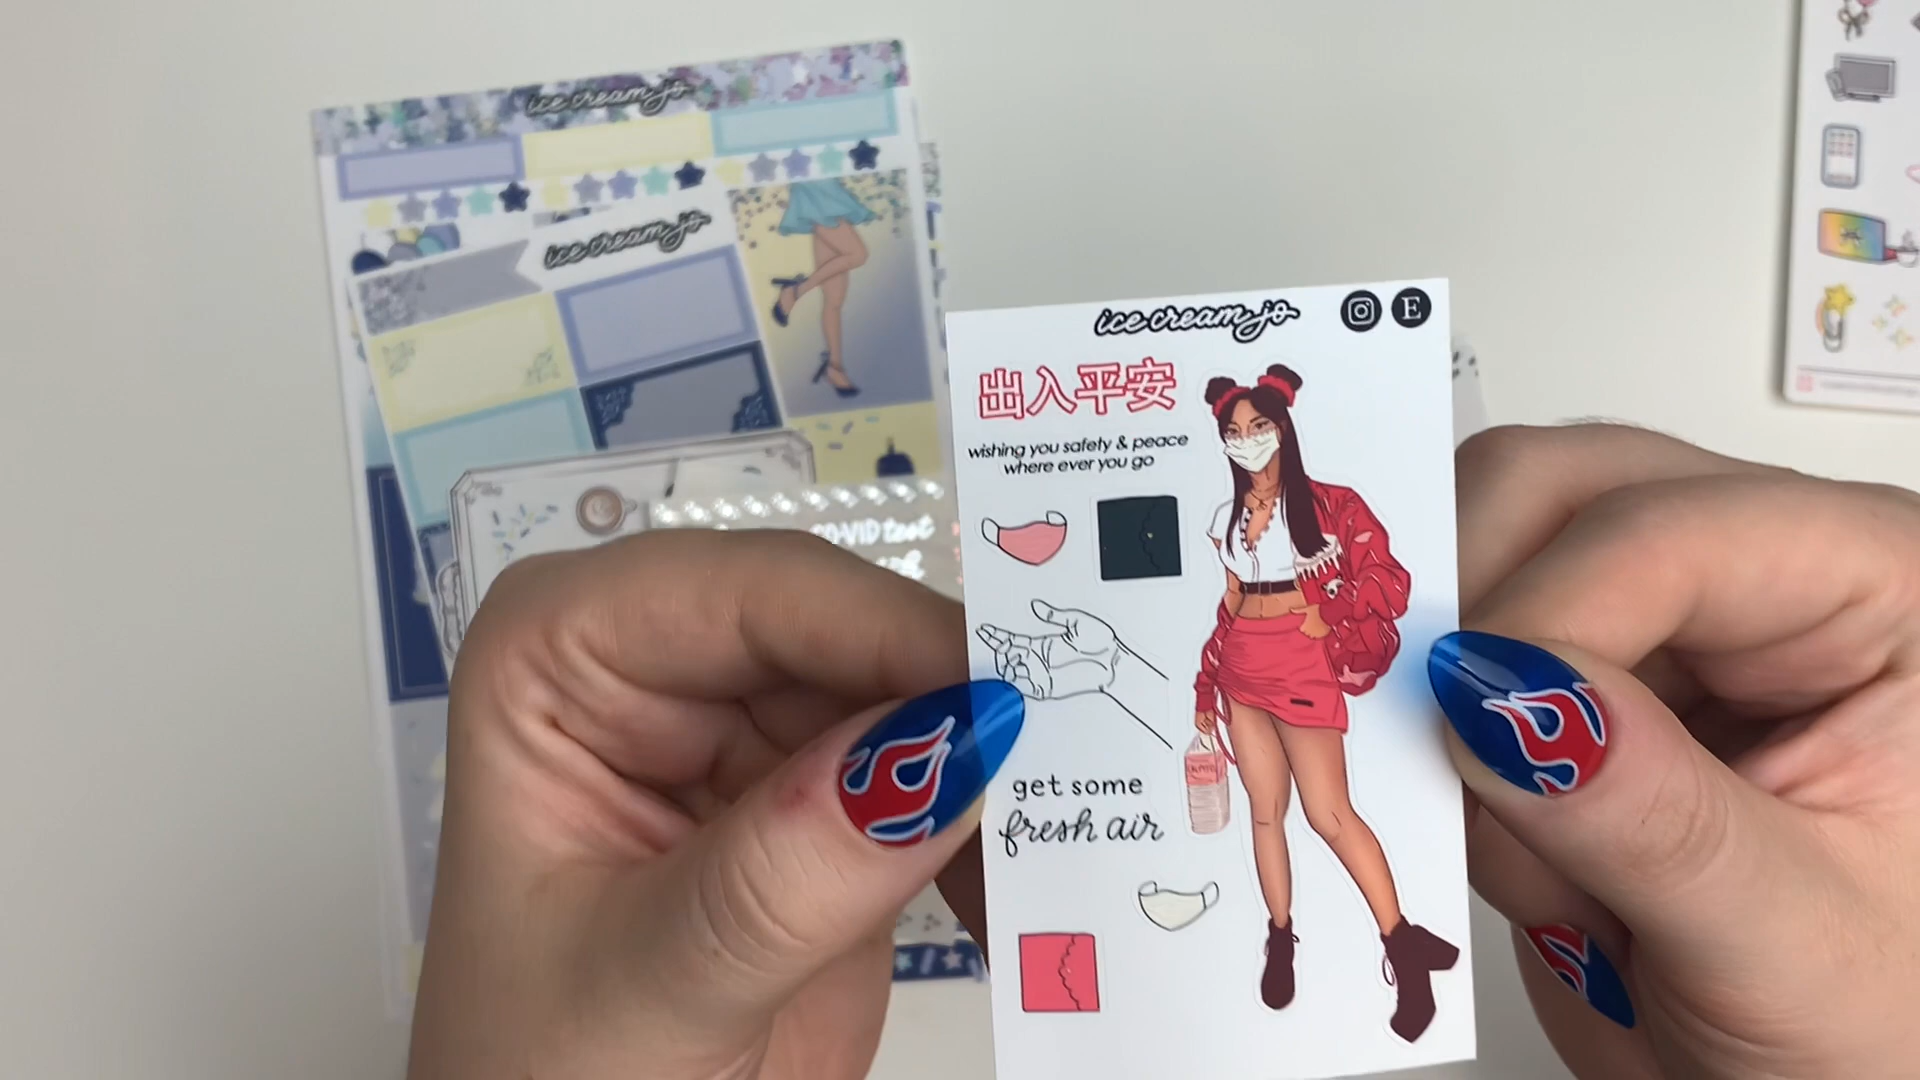 ice cream jo
ice cream jo
COVID test
ice cream jo
E
出入平安
wishing you safety & peace
where ever you go
get some
fresh air